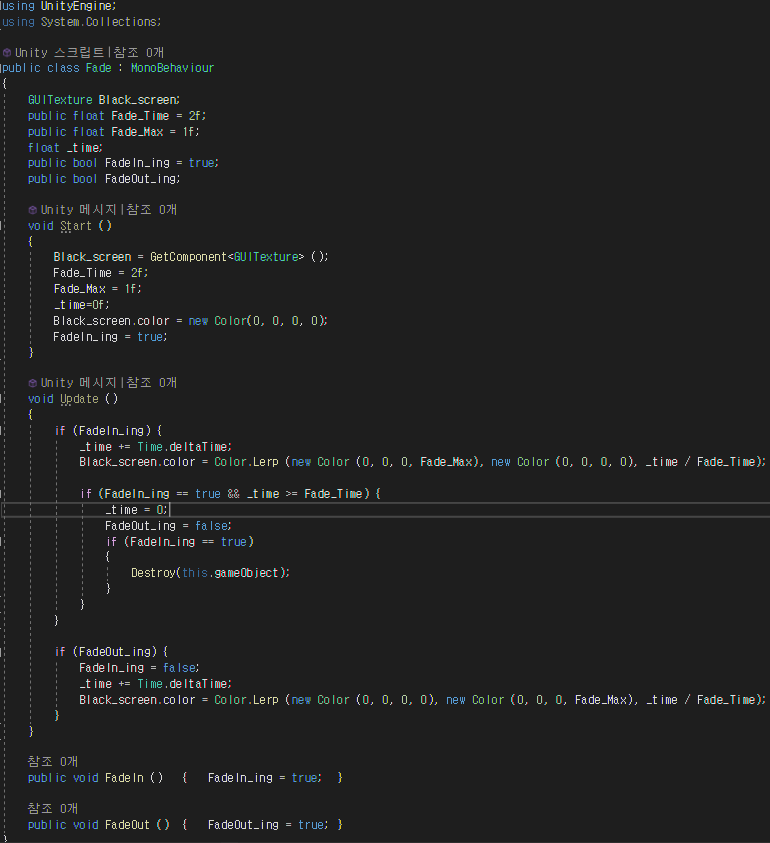 using UnityEngine;
using System.Collections;
Unity 스크립트|참조 0개
public class Fade : MonoBehaviour
{
GUITexture Black_screen;
public float Fade_Time = 2f;
public float Fade_Max = 1f;
float _time;
public bool FadeIn_ing = true;
public bool FadeOut_ing;
Unity 메시지|참조 0개
void Start ()
{
Black_screen = GetComponent<GUITexture> ();
Fade_Time = 2f;
Fade_Max = 1f;
_time=0f;
Black_screen.color = new Color(0, 0, 0, 0);
FadeIn_ing = true;
}
Unity 메시지|참조 0개
void Update ()
{
if (FadeIn_ing) {
_time += Time.deltaTime;
Black_screen.color = Color.Lerp (new Color (0, 0, 0, Fade_Max), new Color (0, 0, 0, 0), _time / Fade_Time);
if (FadeIn_ing == true && _time >= Fade_Time) {
_time = 0;
FadeOut_ing = false;
if (FadeIn_ing == true)
{
Destroy(this.gameObject);
}
}
}
if (FadeOut_ing) {
FadeIn_ing = false;
_time += Time.deltaTime;
Black_screen.color = Color.Lerp (new Color (0, 0, 0, 0), new Color (0, 0, 0, Fade_Max), _time / Fade_Time);
}
}
참조 0개
public void FadeIn () { FadeIn_ing = true; }
참조 0개
public void FadeOut () { FadeOut_ing = true; }
}